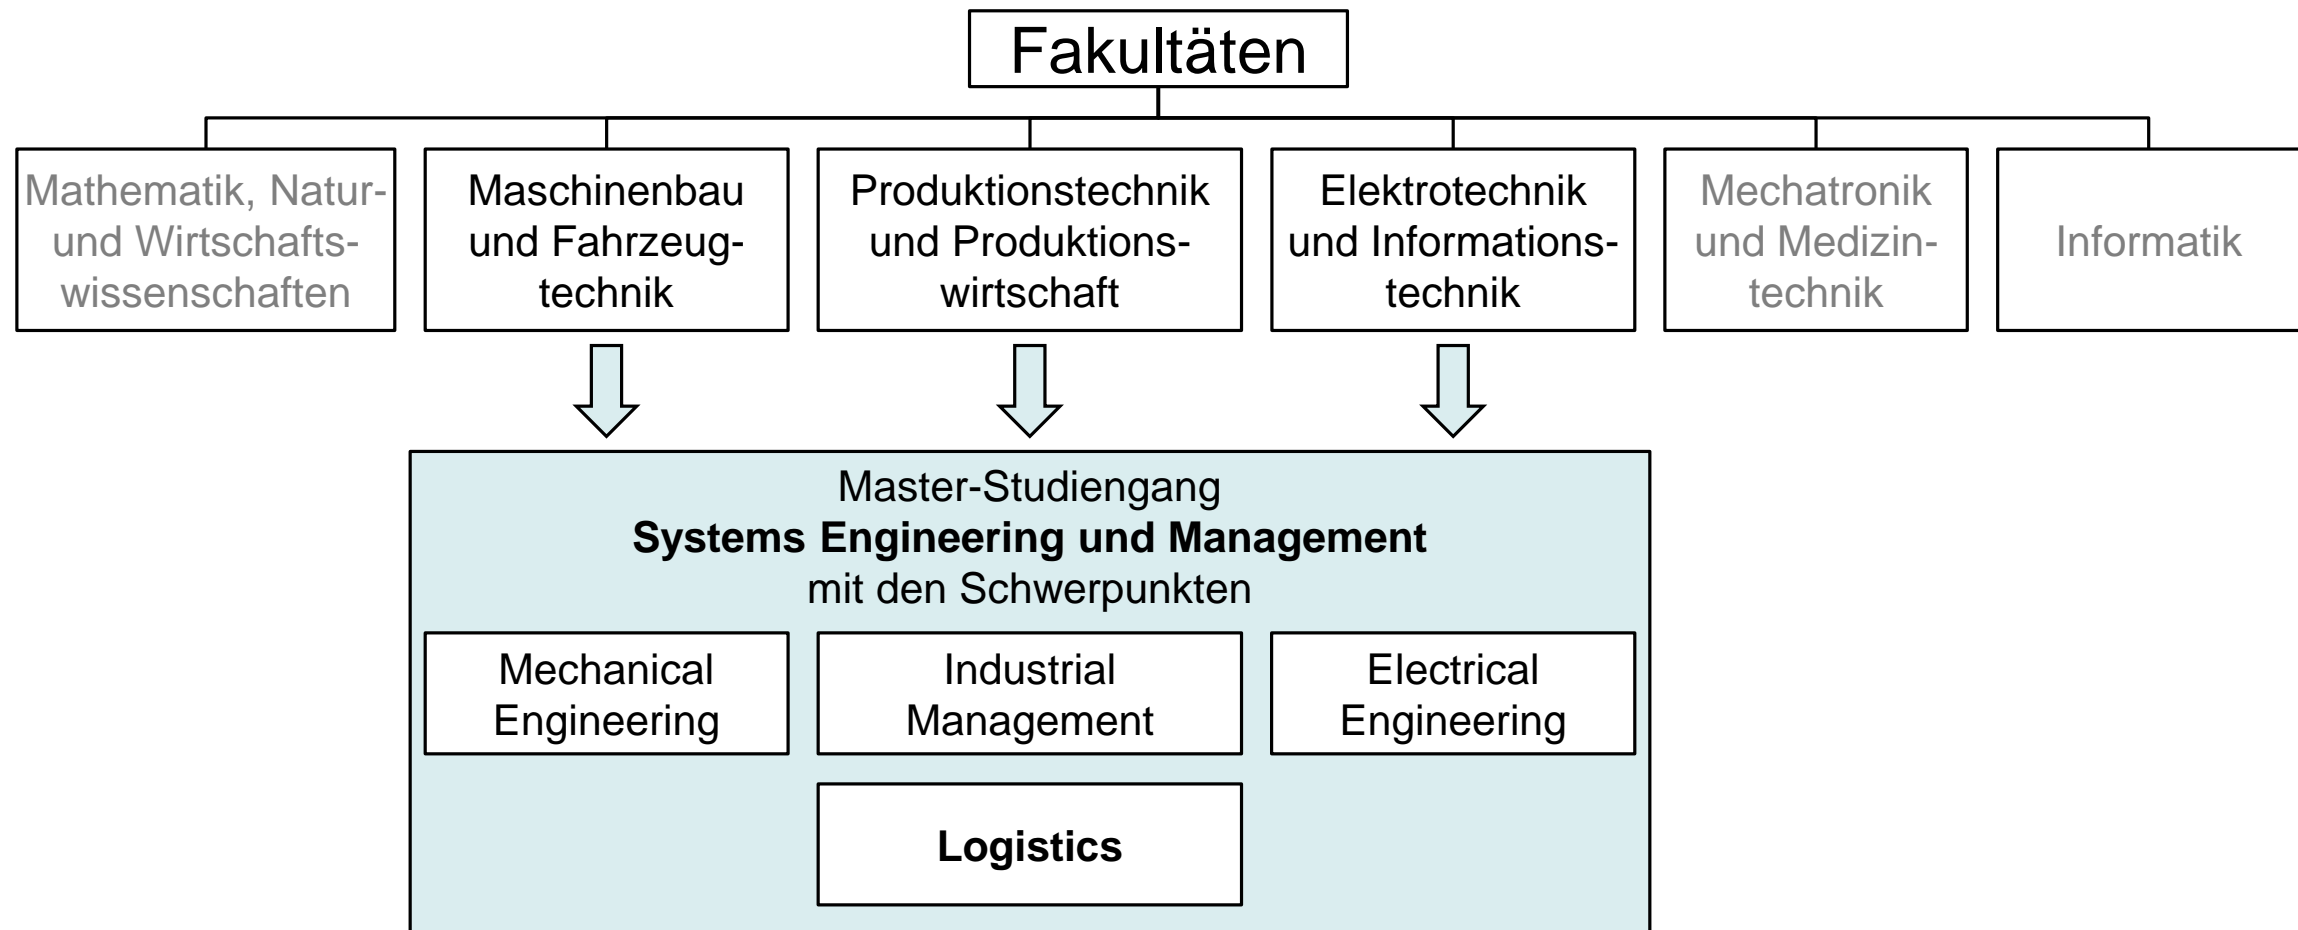 Fakultäten
Mathematik, Natur-
und Wirtschafts-
wissenschaften
Maschinenbau
und Fahrzeug-
technik
Produktionstechnik
und Produktions-
wirtschaft
Elektrotechnik
und Informations-
technik
Mechatronik
und Medizin-
technik
Informatik
Master-Studiengang
Systems Engineering und Management
mit den Schwerpunkten
Mechanical
Engineering
Industrial
Management
Electrical
Engineering
Logistics